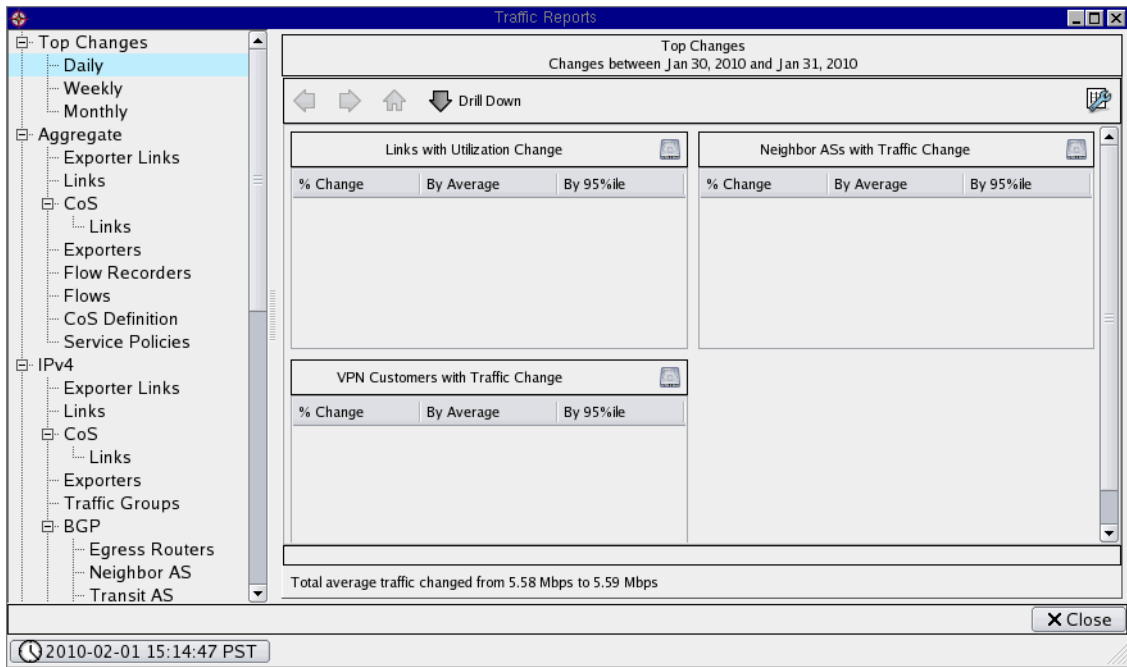 Traffic Reports
Top Changes
Daily
Weekly
Monthly
Aggregate
Exporter Links
Links
CoS
Links
Exporters
Flow Recorders
Flows
CoS Definition
Service Policies
IPv4
Exporter Links
Links
CoS
Links
Exporters
Traffic Groups
BGP
Egress Routers
Neighbor AS
Transit AS
Top Changes
Changes between Jan 30, 2010 and Jan 31, 2010
Drill Down
Links with Utilization Change
% Change By Average By 95%ile
Neighbor ASs with Traffic Change
% Change By Average By 95%ile
VPN Customers with Traffic Change
% Change By Average By 95%ile
Total average traffic changed from 5.58 Mbps to 5.59 Mbps
Close
2010-02-01 15:14:47 PST